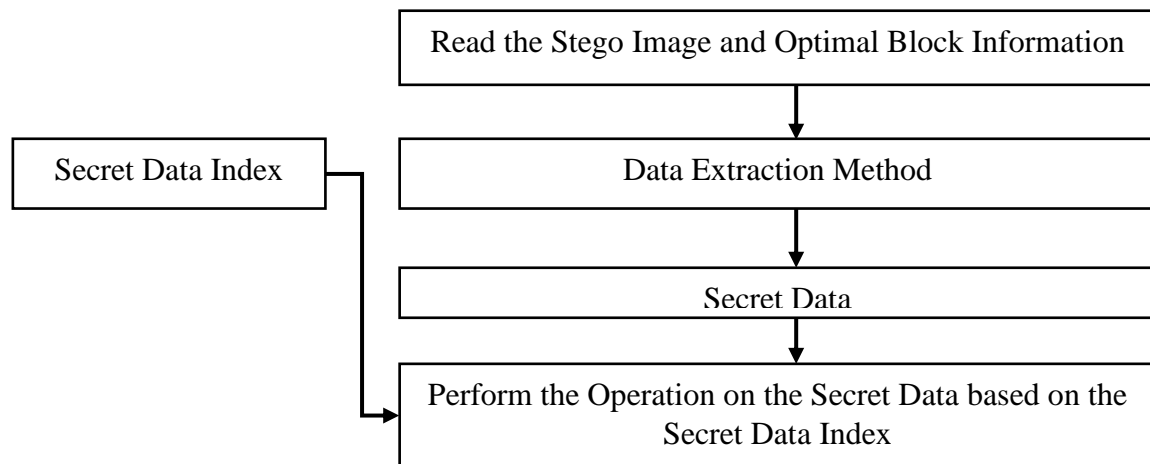 Read the Stego Image and Optimal Block Information
Secret Data Index
Data Extraction Method
Secret Data
Perform the Operation on the Secret Data based on the
Secret Data Index